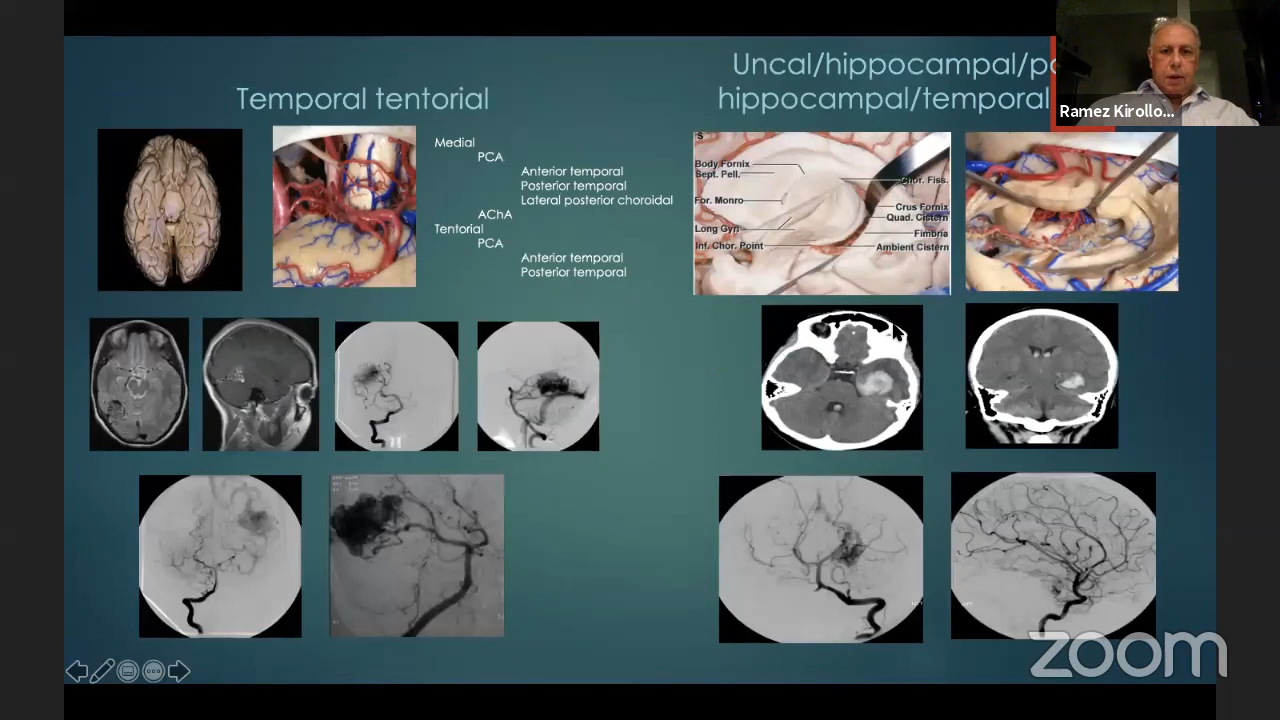 Temporal tentorial
Medial
PCA
Anterior temporal
Posterior temporal
Lateral posterior choroidal
AChA
Tentorial
PCA
Anterior temporal
Posterior temporal
Uncal/hippocampal/
hippocampal/temporal
S
Body Fornix
Sept. Pell.
For. Monro
Long Gyri
Inf. Chor. Point
Chor. Fiss.
Crus Fornix
Quad. Cistern
Fimbria
Ambient Cistern
Ramez Kirollo...
zoom